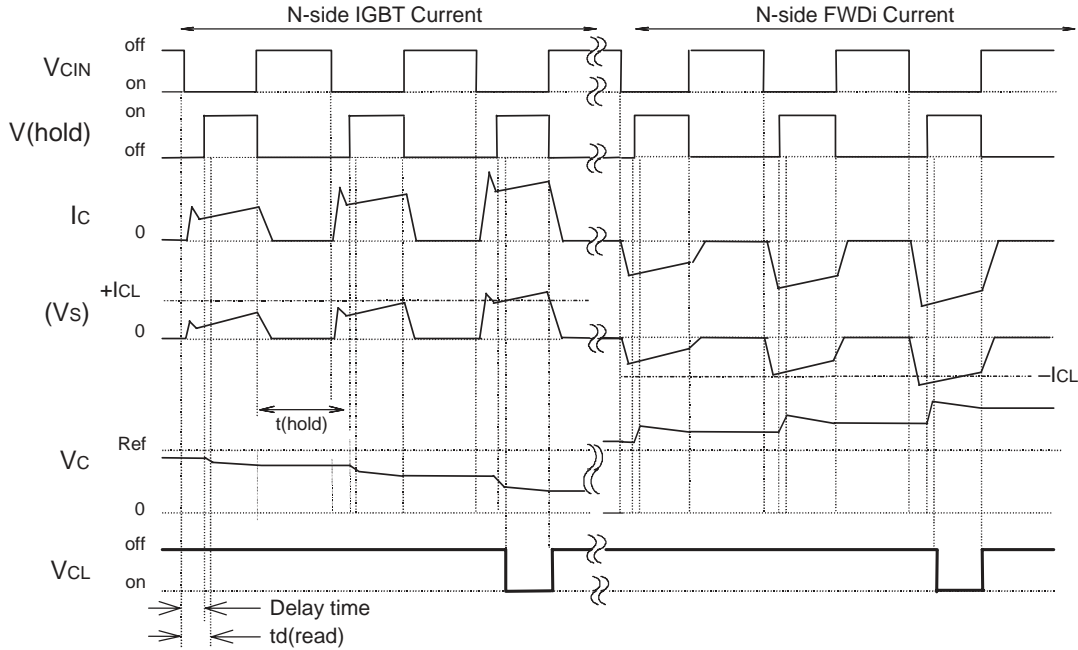 N-side IGBT Current
N-side FWDi Current
off
VCIN
on
on
V(hold)
off
IC
0
+ICL
(VS)
0
–ICL
t(hold)
Ref
VC
0
off
VCL
on
Delay time
td(read)